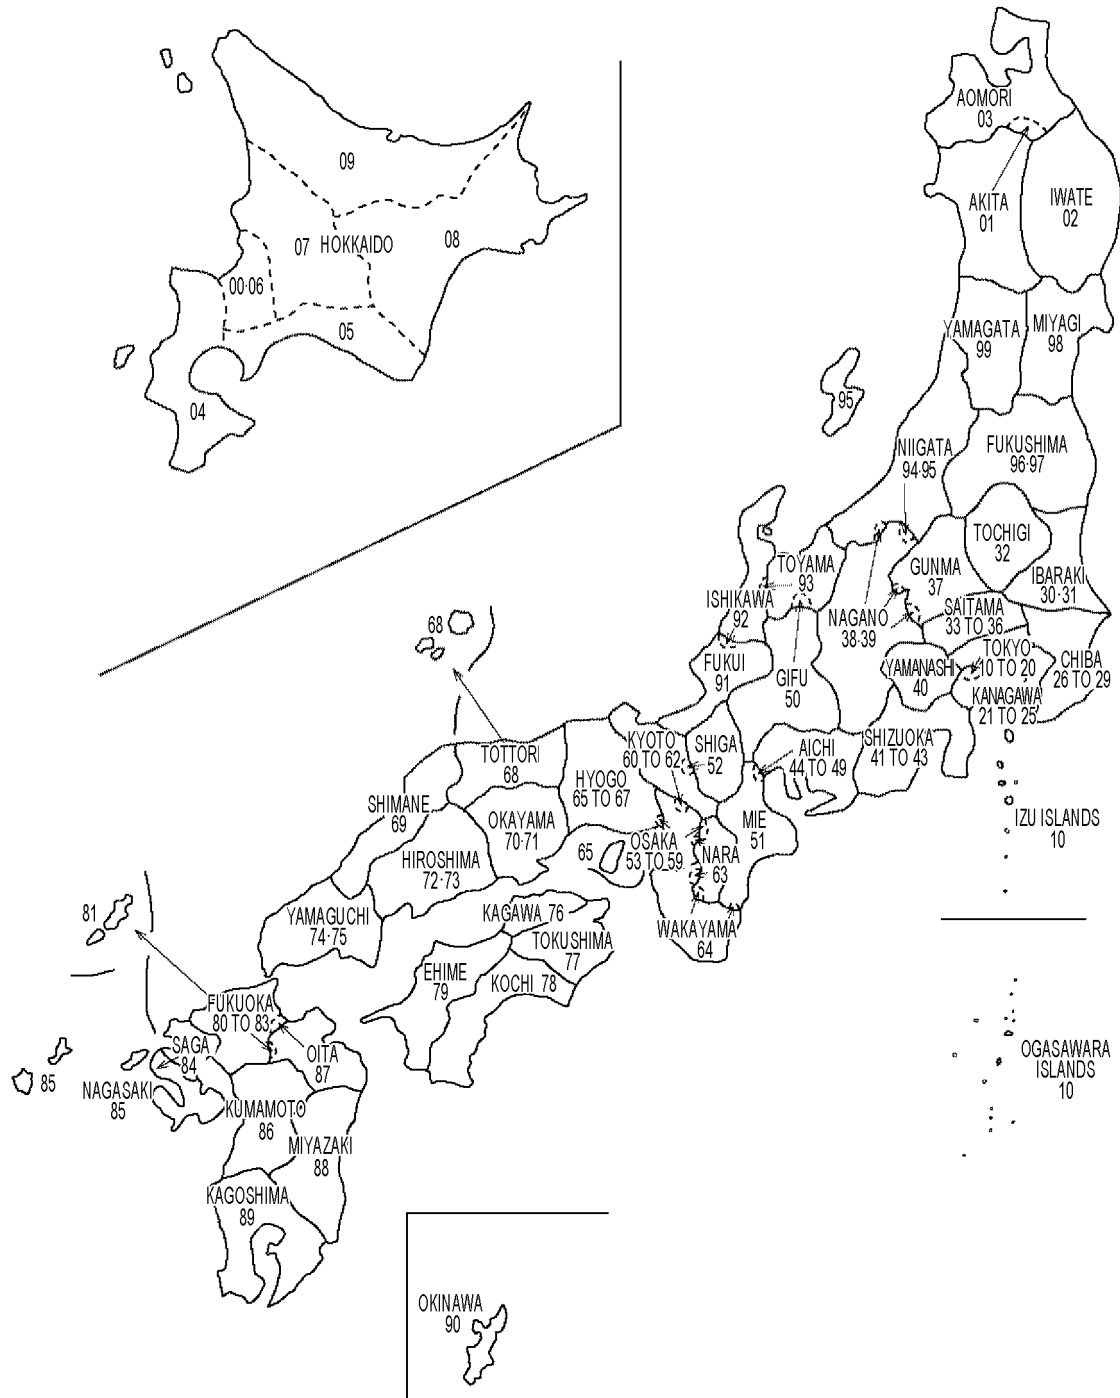 09
07 HOKKAIDO
08
00·06
05
04
AOMORI
03
AKITA
01
IWATE
02
YAMAGATA
99
MIYAGI
98
95
NIIGATA
94·95
FUKUSHIMA
96·97
TOCHIGI
32
GUNMA
37
IBARAKI
30·31
TOYAMA
93
ISHIKAWA
92
NAGANO
38·39
SAITAMA
33 TO 36
TOKYO
10 TO 20
CHIBA
26 TO 29
YAMANASHI
40
KANAGAWA
21 TO 25
FUKUI
91
GIFU
50
68
KYOTO
60 TO 62
SHIGA
52
AICHI
44 TO 49
SHIZUOKA
41 TO 43
TOTTORI
68
HYOGO
65 TO 67
SHIMANE
69
OKAYAMA
70·71
MIE
51
IZU ISLANDS
10
65
OSAKA
53 TO 59
NARA
63
HIROSHIMA
72·73
WAKAYAMA
64
YAMAGUCHI
74·75
KAGAWA 76
TOKUSHIMA
77
EHIME
79
KOCHI 78
81
FUKUOKA
80 TO 83
SAGA
84
OITA
87
85
NAGASAKI
85
KUMAMOTO
86
MIYAZAKI
88
KAGOSHIMA
89
OGASAWARA
ISLANDS
10
OKINAWA
90